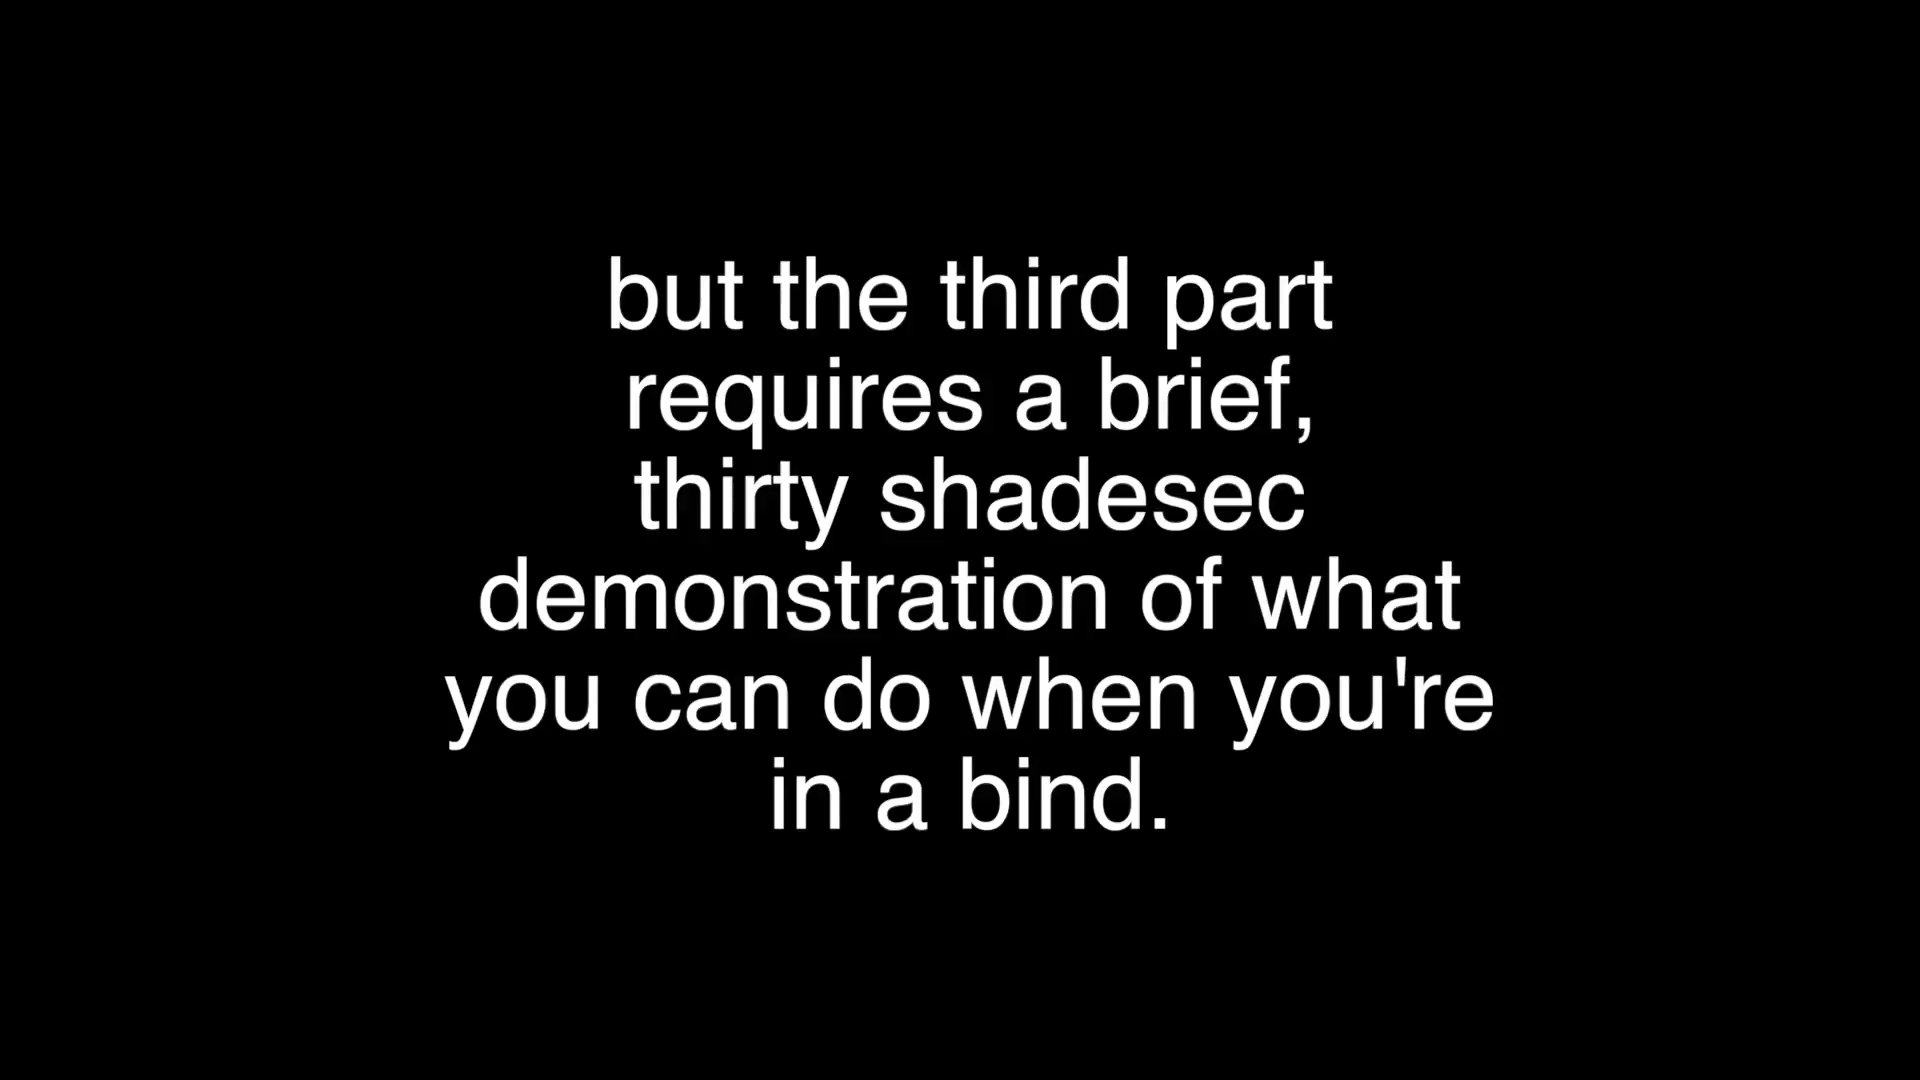 but the third part
requires a brief,
thirty shadesec
demonstration of what
you can do when you're
in a bind.